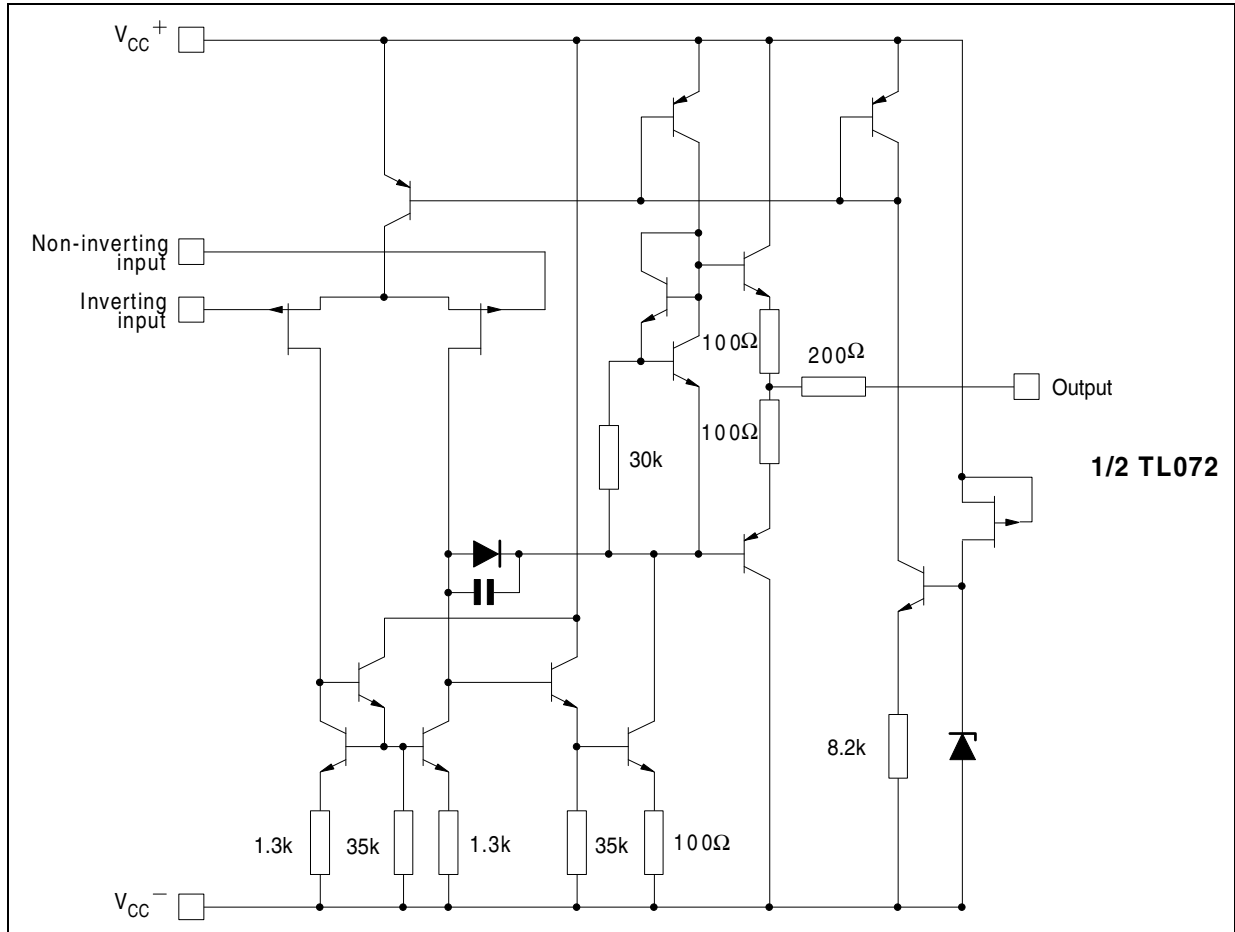 VCC+
Non-inverting
input
Inverting
input
100Ω
200Ω
Output
100Ω
30k
1/2 TL072
8.2k
1.3k
35k
1.3k
35k
100Ω
VCC−